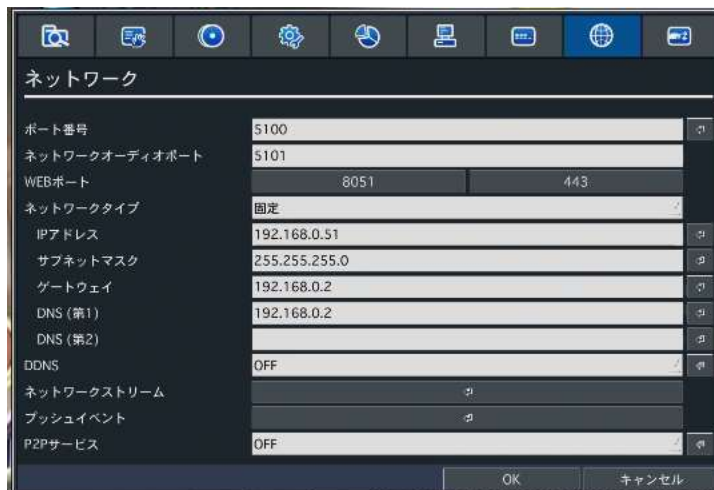 ネットワーク
ポート番号 5100
ネットワークオーディオポート 5101
WEBポート 8051 443
ネットワークタイプ 固定
IPアドレス 192.168.0.51
サブネットマスク 255.255.255.0
ゲートウェイ 192.168.0.2
DNS (第1) 192.168.0.2
DNS (第2)
DDNS OFF
ネットワークストリーム
プッシュイベント
P2Pサービス OFF
OK キャンセル